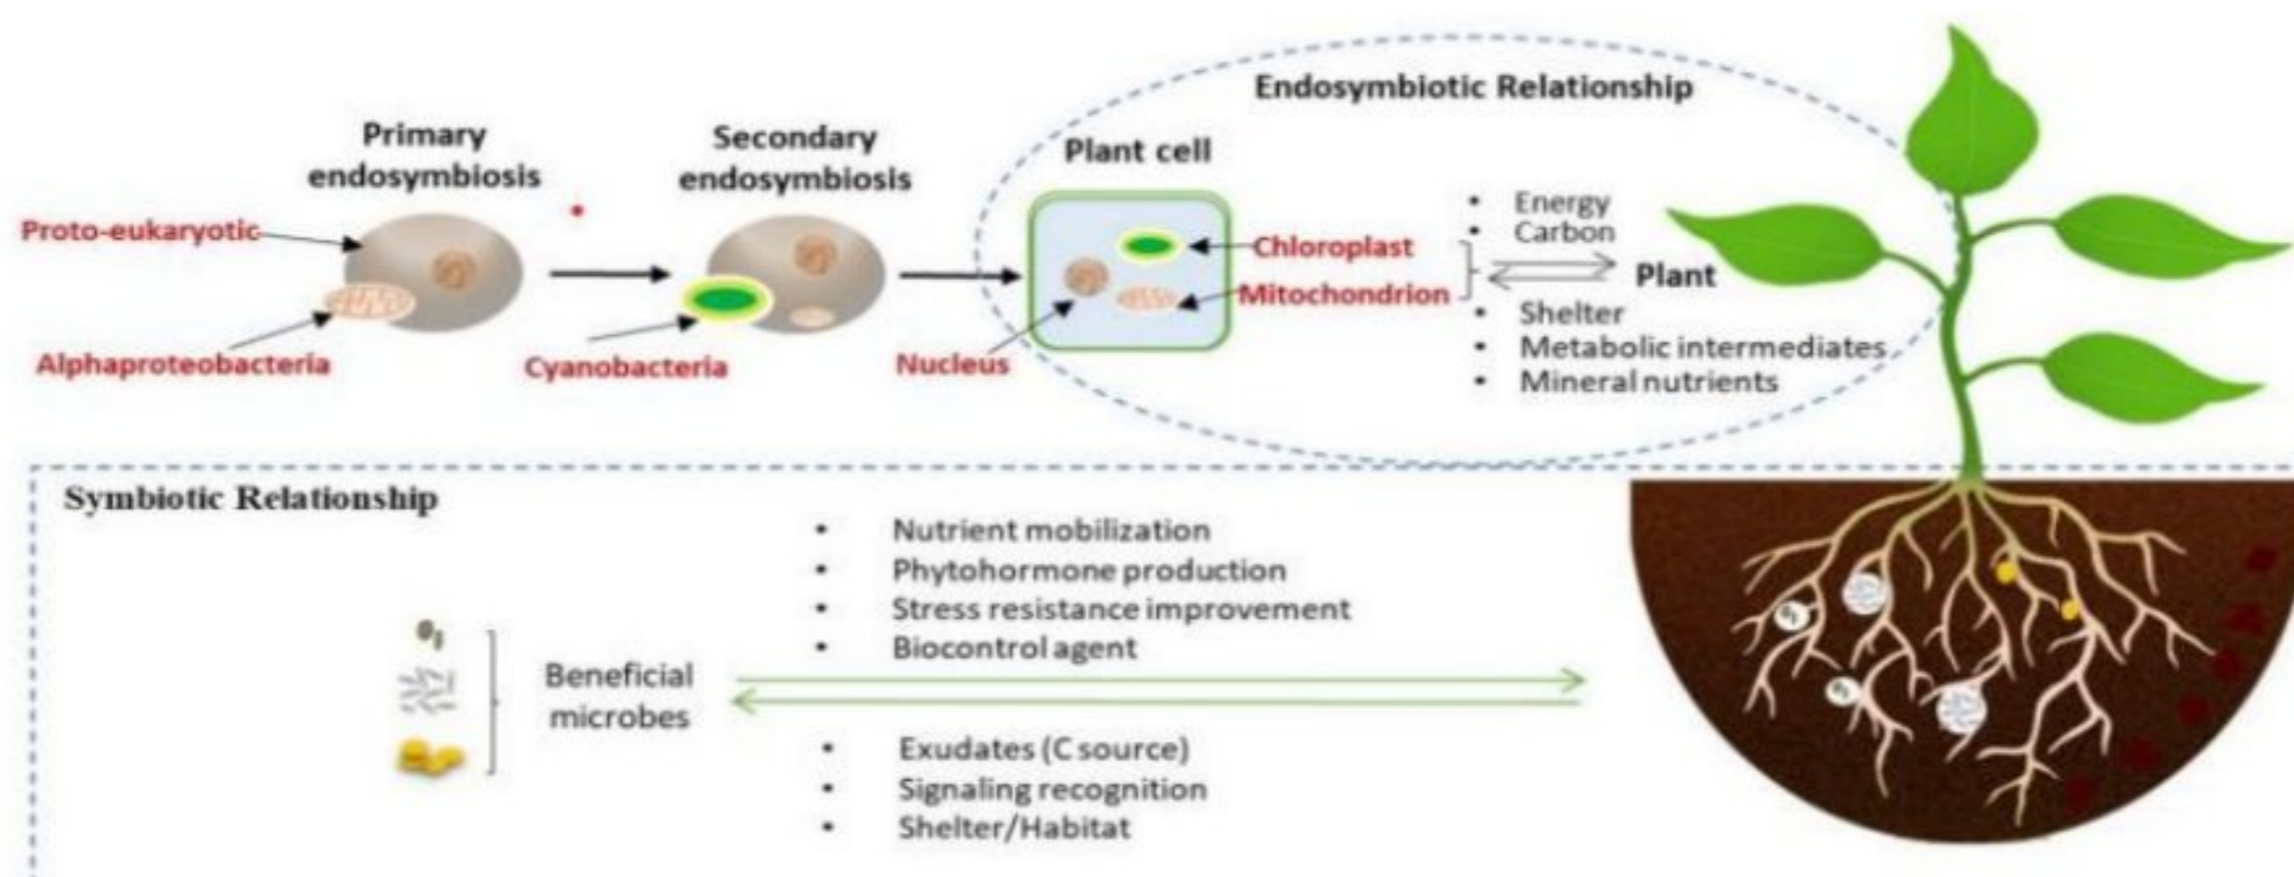 Endosymbiotic Relationship
Primary
endosymbiosis
Secondary
endosymbiosis
Plant cell
Proto-eukaryotic
Alphaproteobacteria
Cyanobacteria
Nucleus
Chloroplast
Mitochondrion
• Energy
• Carbon
Plant
• Shelter
• Metabolic intermediates
• Mineral nutrients
Symbiotic Relationship
• Nutrient mobilization
• Phytohormone production
• Stress resistance improvement
• Biocontrol agent
Beneficial
microbes
• Exudates (C source)
• Signaling recognition
• Shelter/Habitat